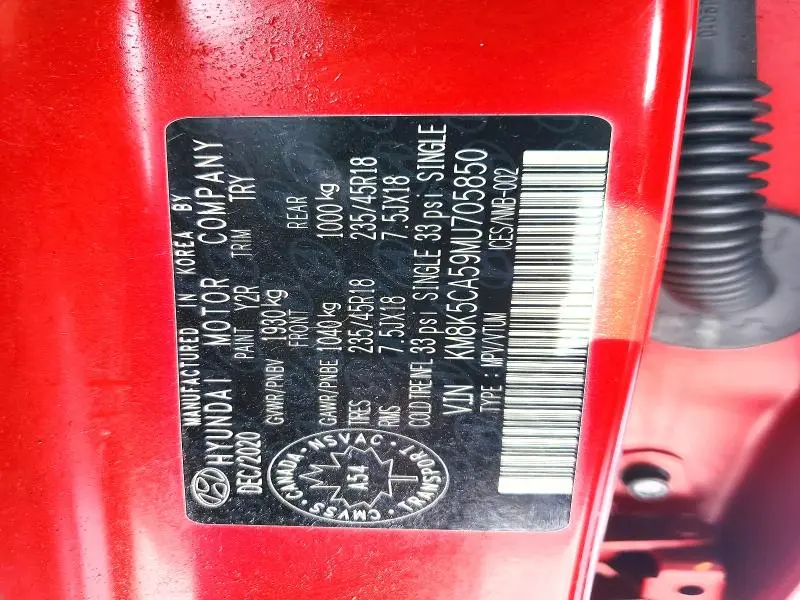 MANUFACTURED IN KOREA BY
HYUNDAI MOTOR COMPANY
DEC/2020 PAINT Y2R TRIM TRY
GVWR/PNBV 1980 kg
FRONT REAR
GAWR/PNBE 1040 kg 1000 kg
TIRES 235/45R18 235/45R18
RIMS 7.5JX18 7.5JX18
COLD TIRE INFL 33 psi SINGLE 33 psi SINGLE
VIN KM8K5CA59MU705850
TYPE : MPV/VTUM ICES/NMB-002
CANADA · NSVAC · TRANSPORT · CMVSS ·
A54